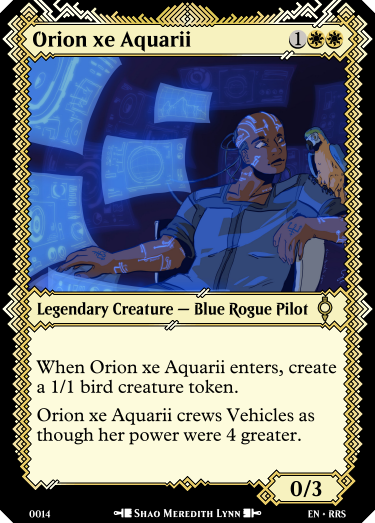 Orion xe Aquarii 1
Legendary Creature — Blue Rogue Pilot
When Orion xe Aquarii enters, create
a 1/1 bird creature token.
Orion xe Aquarii crews Vehicles as
though her power were 4 greater.
0/3
0014 Shao Meredith Lynn EN • RRS